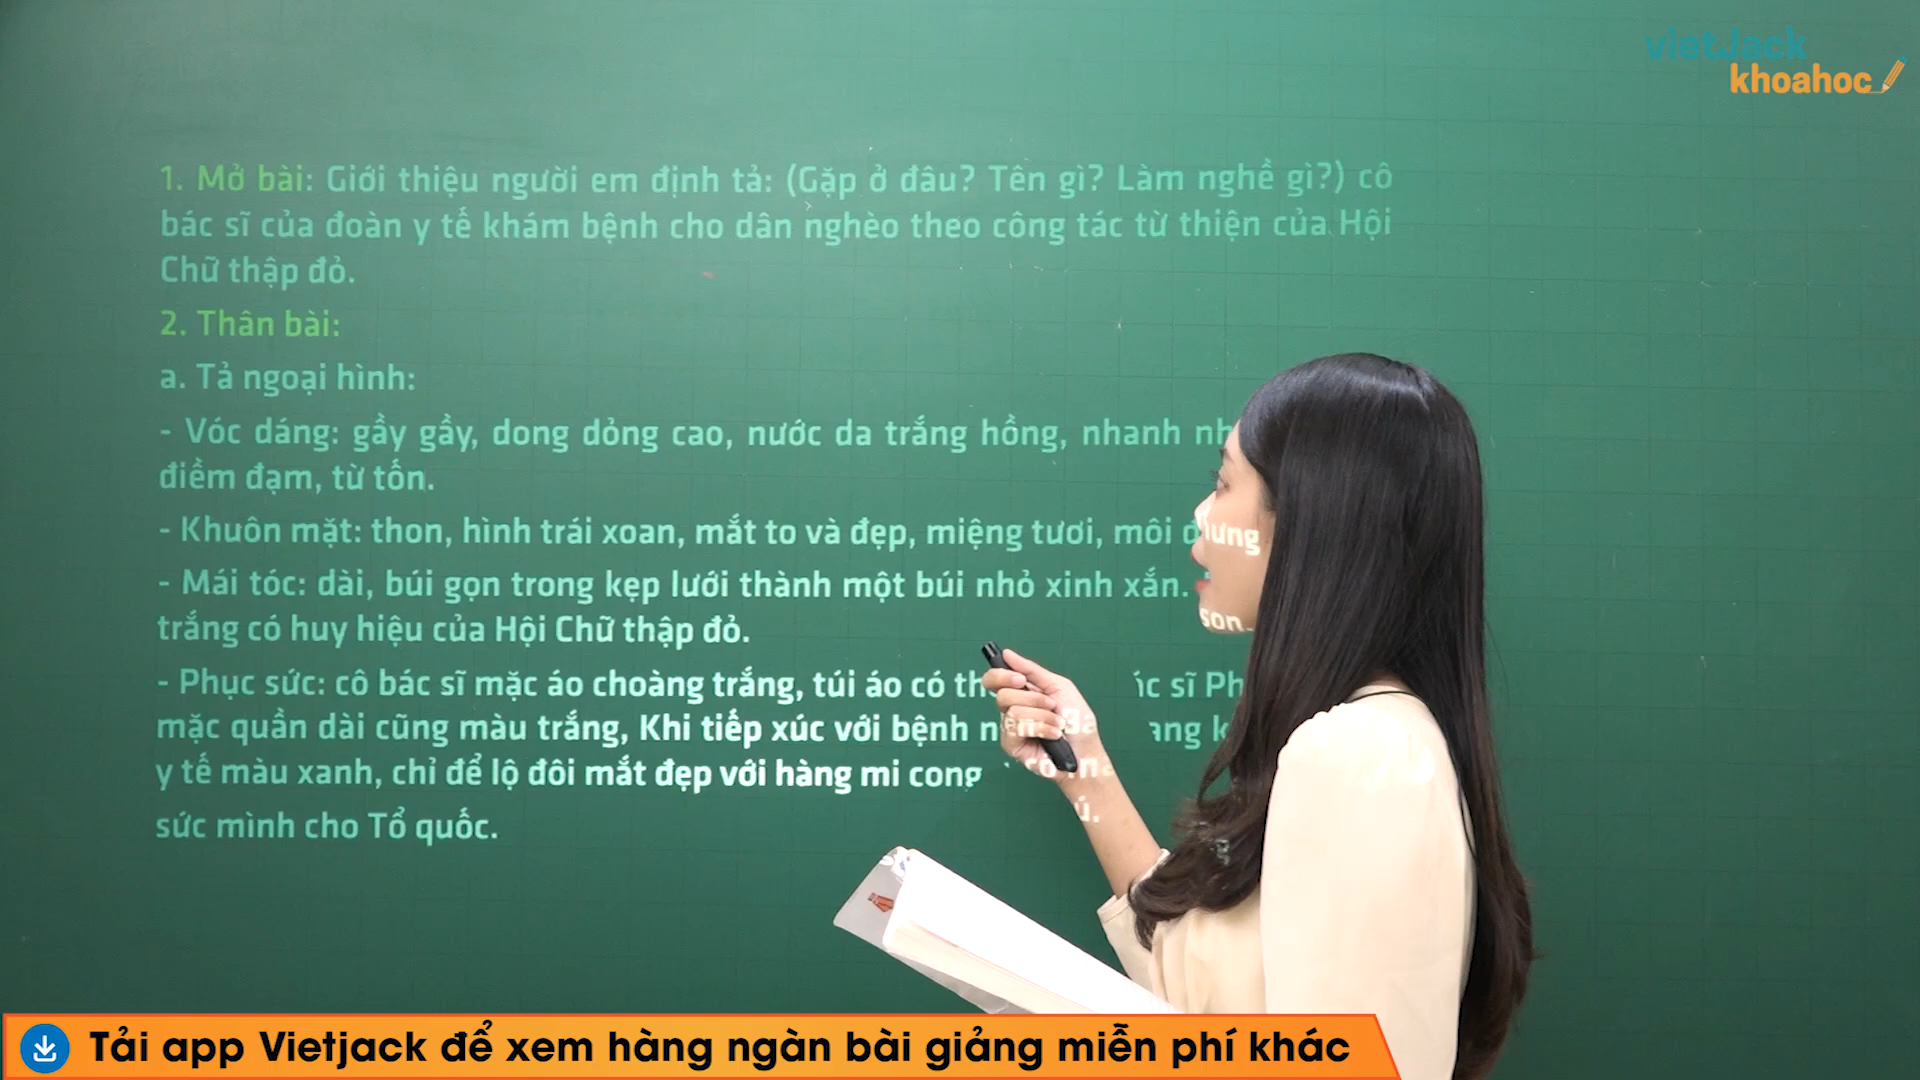 vietJack
khoahoc
1. Mở bài: Giới thiệu người em định tả: (Gặp ở đâu? Tên gì? Làm nghề gì?) cô
bác sĩ của đoàn y tế khám bệnh cho dân nghèo theo công tác từ thiện của Hội
Chữ thập đỏ.
2. Thân bài:
a. Tả ngoại hình:
- Vóc dáng: gầy gầy, dong dỏng cao, nước da trắng hồng, nhanh
điềm đạm, từ tốn.
- Khuôn mặt: thon, hình trái xoan, mắt to và đẹp, miệng tươi, môi
- Mái tóc: dài, búi gọn trong kẹp lưới thành một búi nhỏ xinh xắn.
trắng có huy hiệu của Hội Chữ thập đỏ.
- Phục sức: cô bác sĩ mặc áo choàng trắng, túi áo có sĩ
mặc quần dài cũng màu trắng, Khi tiếp xúc với bệnh
y tế màu xanh, chỉ để lộ đôi mắt đẹp với hàng mi cong
sức mình cho Tổ quốc.
Tải app Vietjack để xem hàng ngàn bài giảng miễn phí khác